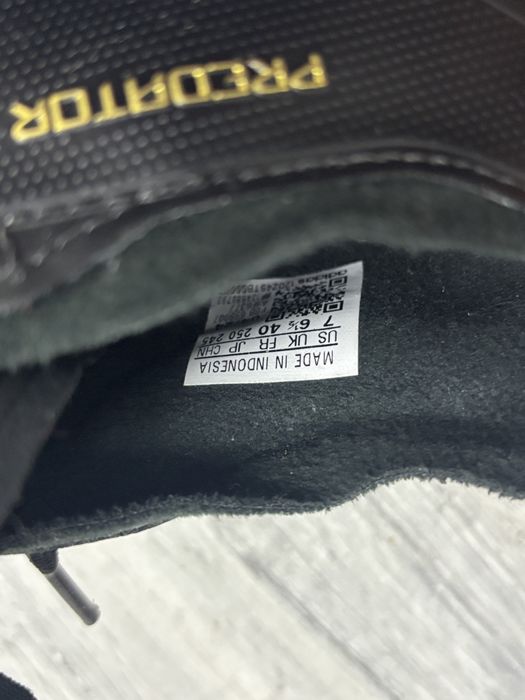 PREDATOR
MADE IN INDONESIA
US UK FR JP CHN
7 6½ 40 250 245
adidas